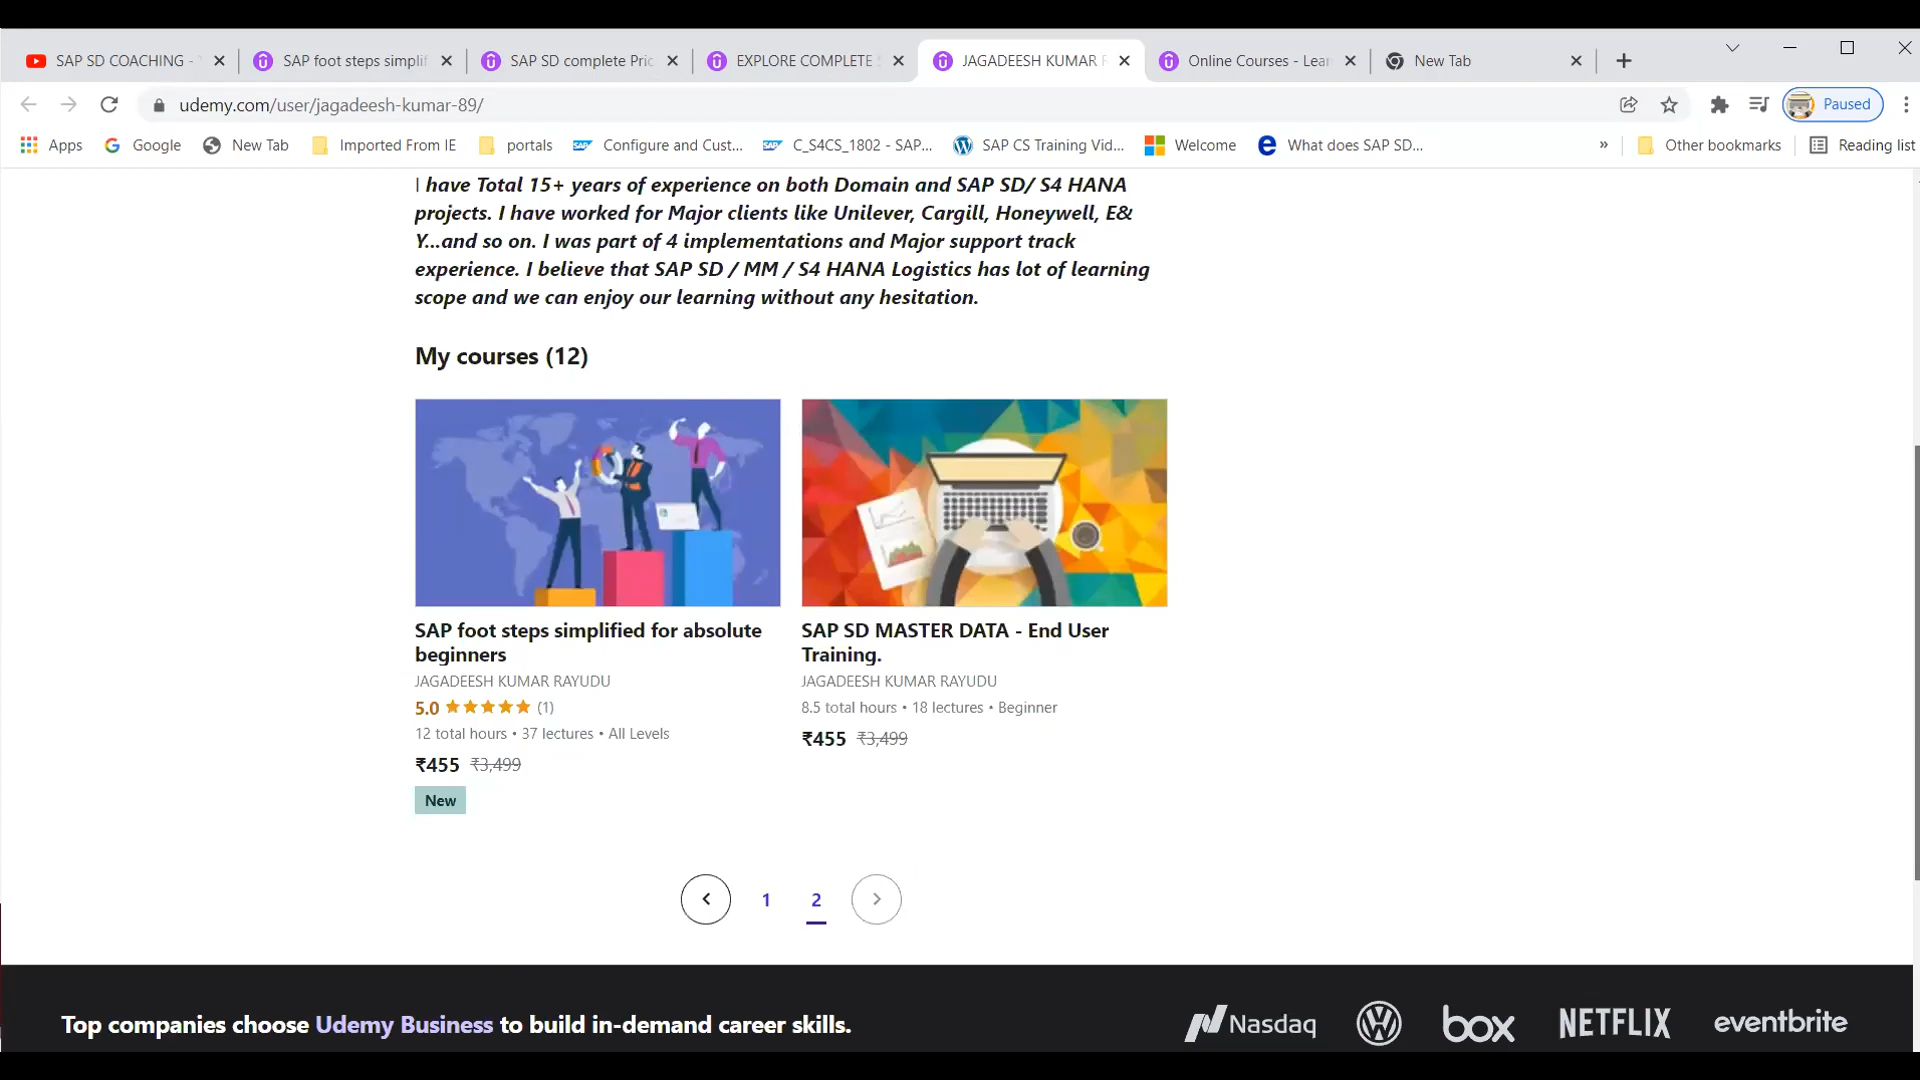 SAP SD COACHING -
SAP foot steps simplif
SAP SD complete Pric
EXPLORE COMPLETE
JAGADEESH KUMAR R
Online Courses - Lear
New Tab
udemy.com/user/jagadeesh-kumar-89/
Paused
Apps
Google
New Tab
Imported From IE
portals
Configure and Cust...
C_S4CS_1802 - SAP...
SAP CS Training Vid...
Welcome
What does SAP SD...
»
Other bookmarks
Reading list
I have Total 15+ years of experience on both Domain and SAP SD/ S4 HANA
projects. I have worked for Major clients like Unilever, Cargill, Honeywell, E&
Y...and so on. I was part of 4 implementations and Major support track
experience. I believe that SAP SD / MM / S4 HANA Logistics has lot of learning
scope and we can enjoy our learning without any hesitation.
My courses (12)
SAP foot steps simplified for absolute
beginners
JAGADEESH KUMAR RAYUDU
5.0 (1)
12 total hours • 37 lectures • All Levels
₹455 ₹3,499
New
SAP SD MASTER DATA - End User
Training.
JAGADEESH KUMAR RAYUDU
8.5 total hours • 18 lectures • Beginner
₹455 ₹3,499
1 2
Top companies choose Udemy Business to build in-demand career skills.
Nasdaq
box
NETFLIX
eventbrite